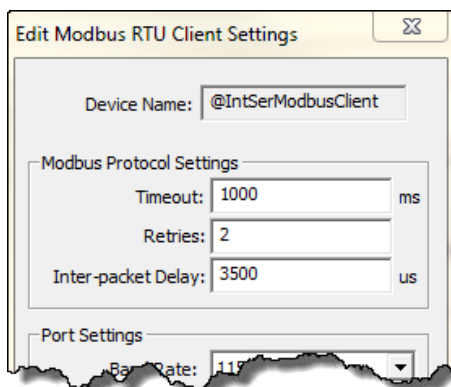 Edit Modbus RTU Client Settings
Device Name: @IntSerModbusClient
Modbus Protocol Settings
Timeout: 1000 ms
Retries: 2
Inter-packet Delay: 3500 us
Port Settings
Rate: